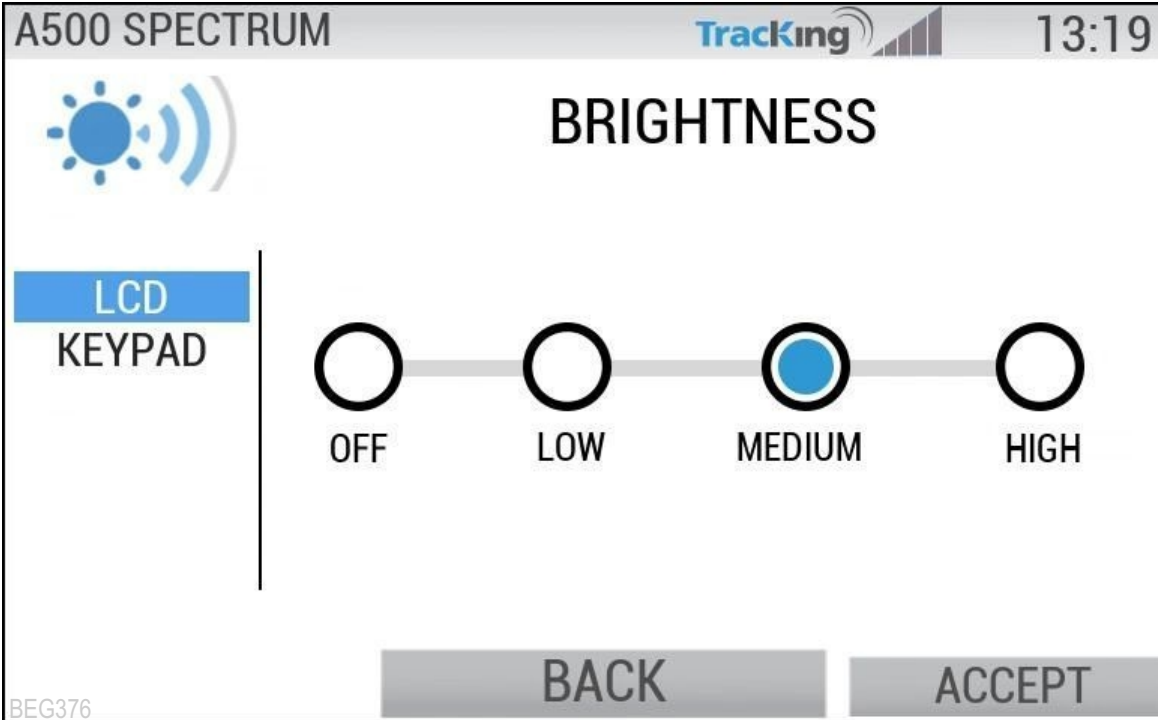 A500 SPECTRUM
TracKing
13:19
BRIGHTNESS
LCD
KEYPAD
OFF
LOW
MEDIUM
HIGH
BACK
ACCEPT
BEG376